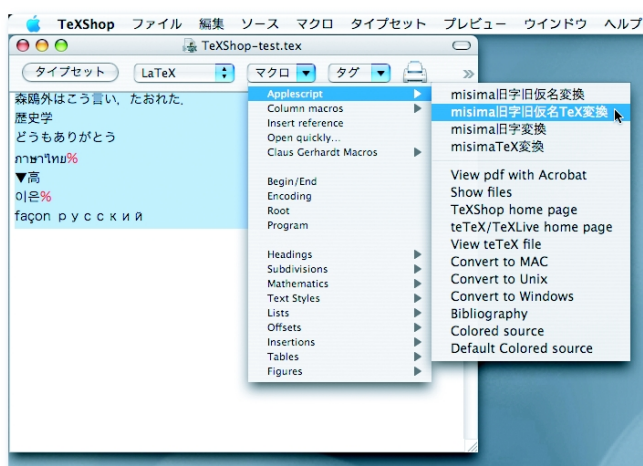 TeXShop ファイル 編集 ソース マクロ タイプセット プレビュー ウインドウ ヘルプ
TeXShop-test.tex
タイプセット LaTeX マクロ タグ
森鷗外はこう言い，たおれた．
歴史学
どうもありがとう
ภาษาไทย%
▼高
이은%
façon русский
Applescript
Column macros
Insert reference
Open quickly...
Claus Gerhardt Macros
Begin/End
Encoding
Root
Program
Headings
Subdivisions
Mathematics
Text Styles
Lists
Offsets
Insertions
Tables
Figures
misima旧字旧仮名変換
misima旧字旧仮名TeX変換
misima旧字変換
misimaTeX変換
View pdf with Acrobat
Show files
TeXShop home page
teTeX/TeXLive home page
View teTeX file
Convert to MAC
Convert to Unix
Convert to Windows
Bibliography
Colored source
Default Colored source